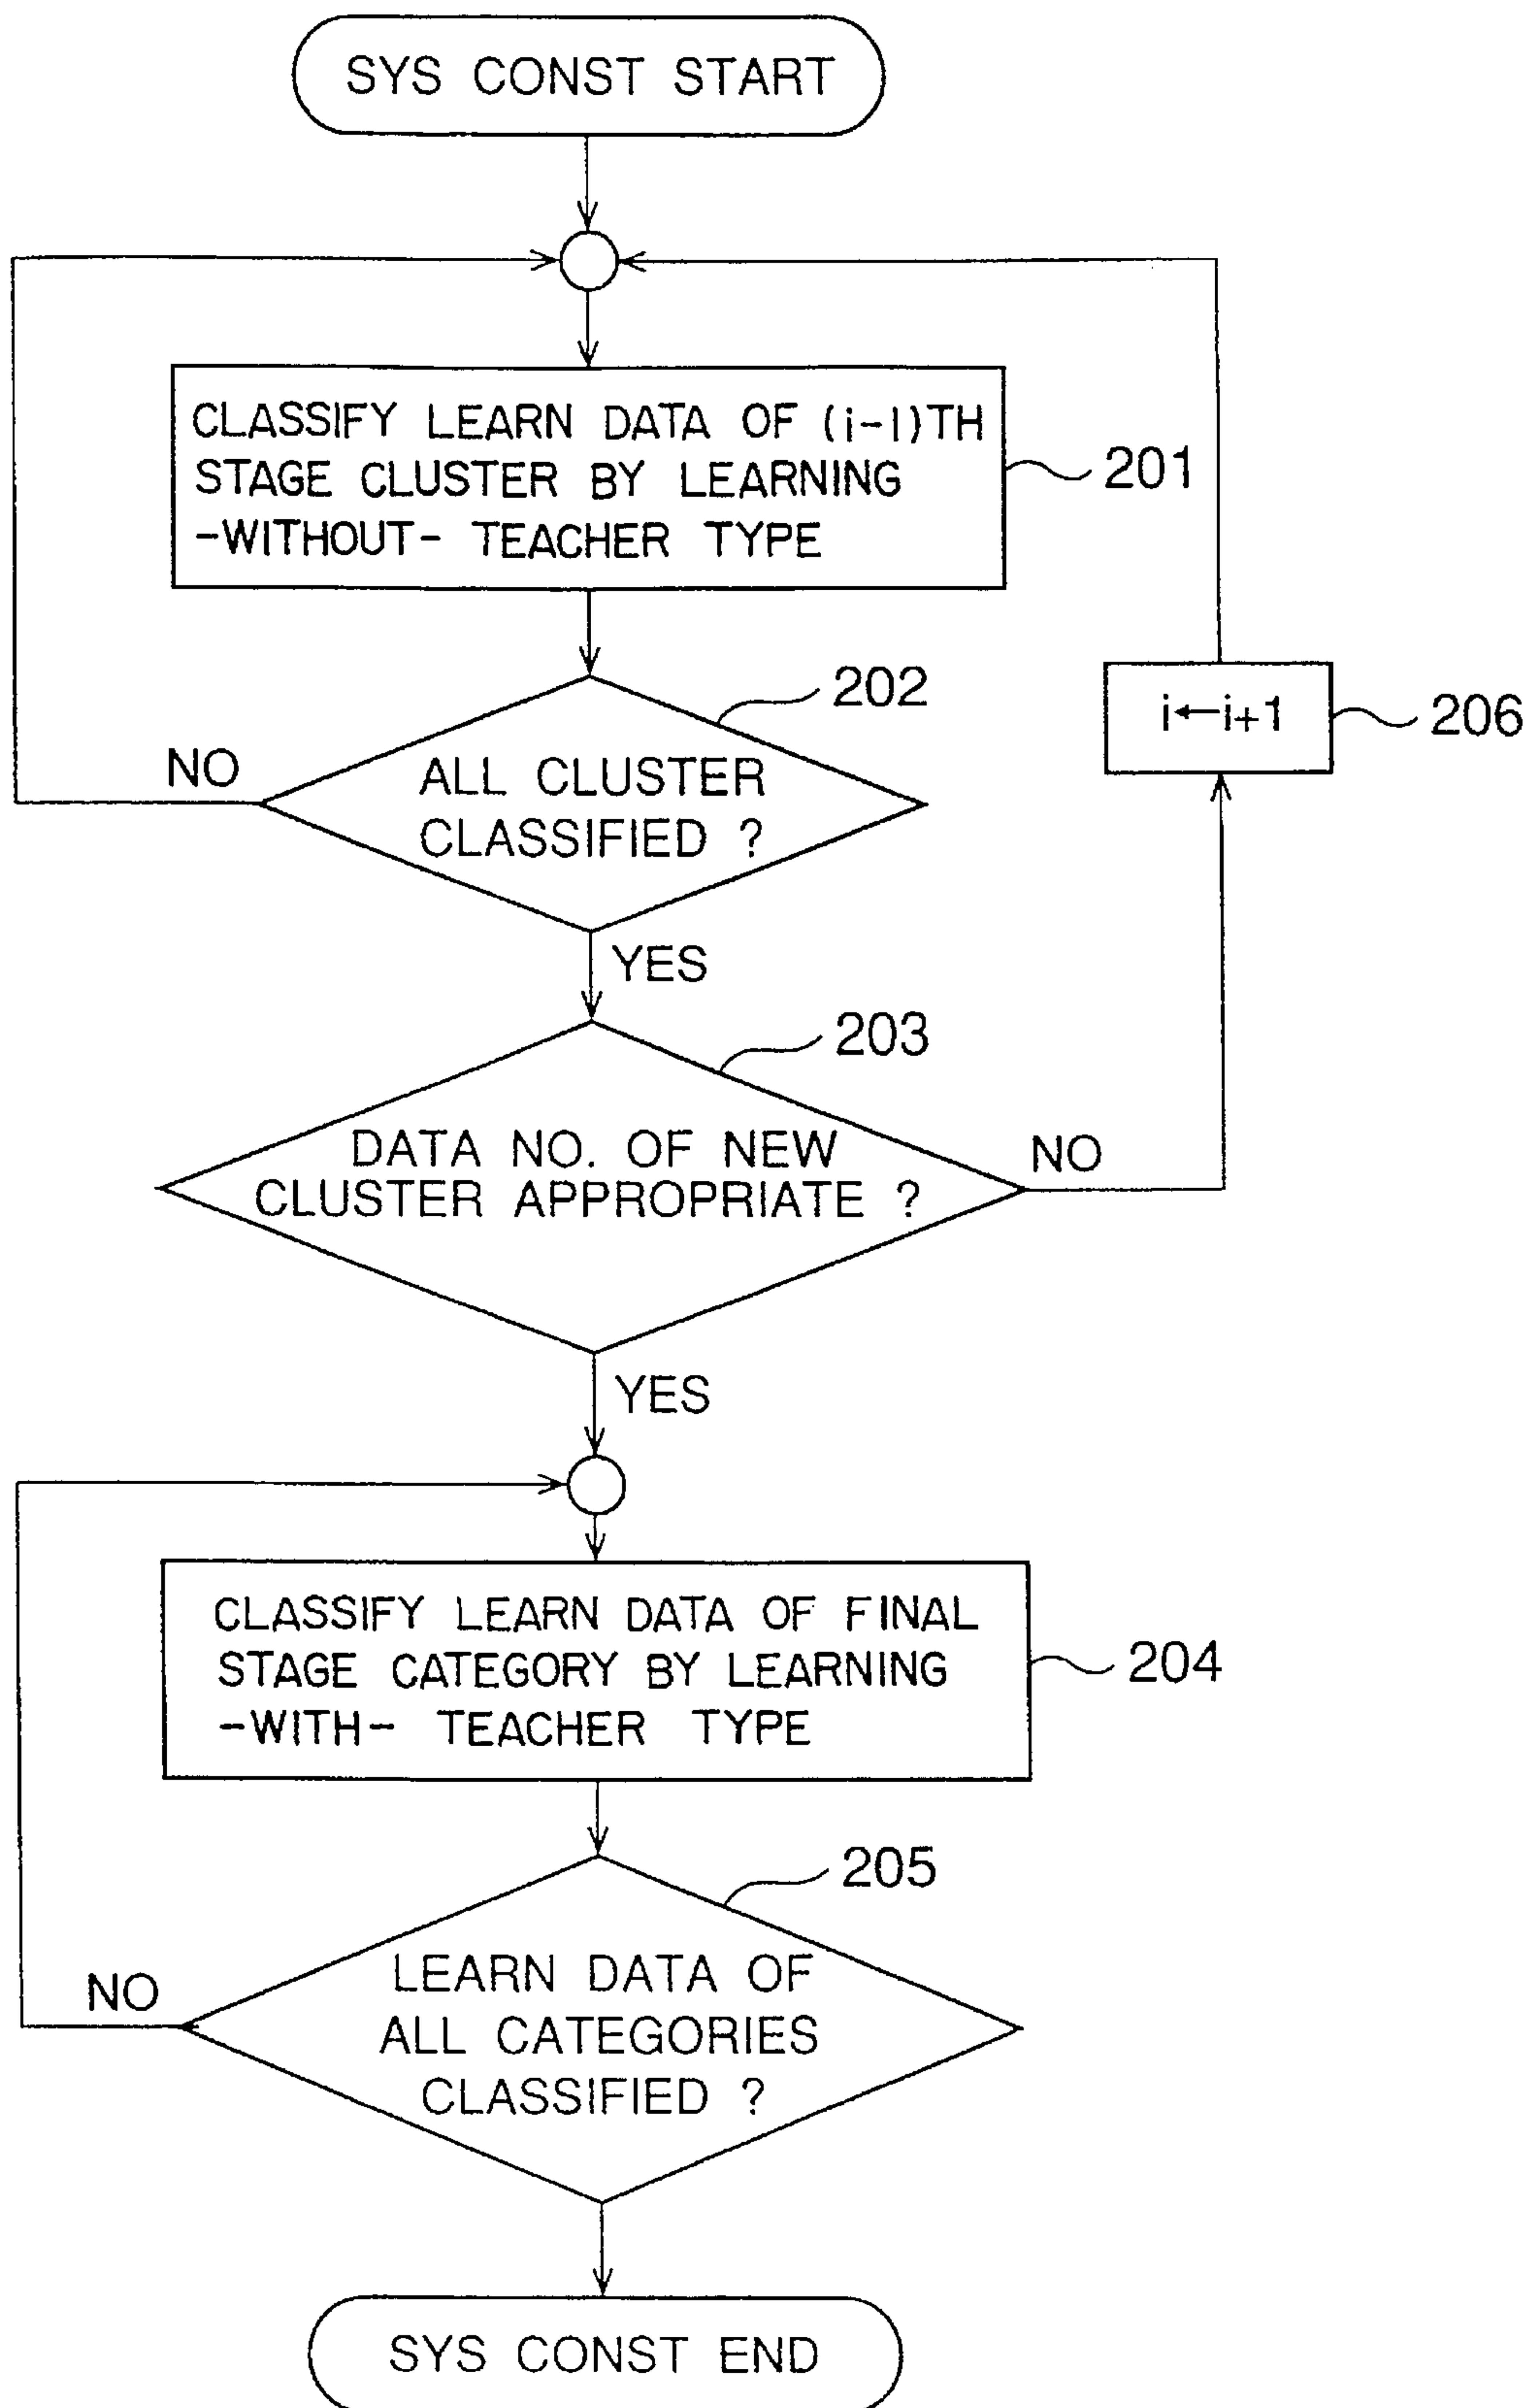 SYS CONST START
CLASSIFY LEARN DATA OF (i-1)TH
STAGE CLUSTER BY LEARNING
-WITHOUT- TEACHER TYPE
201
202
NO
ALL CLUSTER
CLASSIFIED ?
i←i+1
206
YES
203
DATA NO. OF NEW
CLUSTER APPROPRIATE ?
NO
YES
CLASSIFY LEARN DATA OF FINAL
STAGE CATEGORY BY LEARNING
-WITH- TEACHER TYPE
204
205
NO
LEARN DATA OF
ALL CATEGORIES
CLASSIFIED ?
SYS CONST END